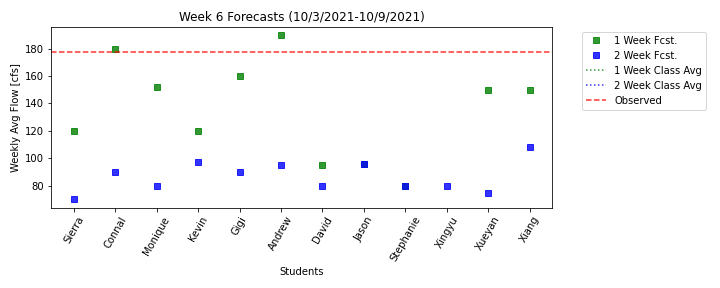 Week 6 Forecasts (10/3/2021-10/9/2021)
Weekly Avg Flow [cfs]
180
160
140
120
100
80
Sierra
Connal
Monique
Kevin
Gigi
Andrew
David
Jason
Stephanie
Xingyu
Xueyan
Xiang
Students
1 Week Fcst.
2 Week Fcst.
1 Week Class Avg
2 Week Class Avg
Observed